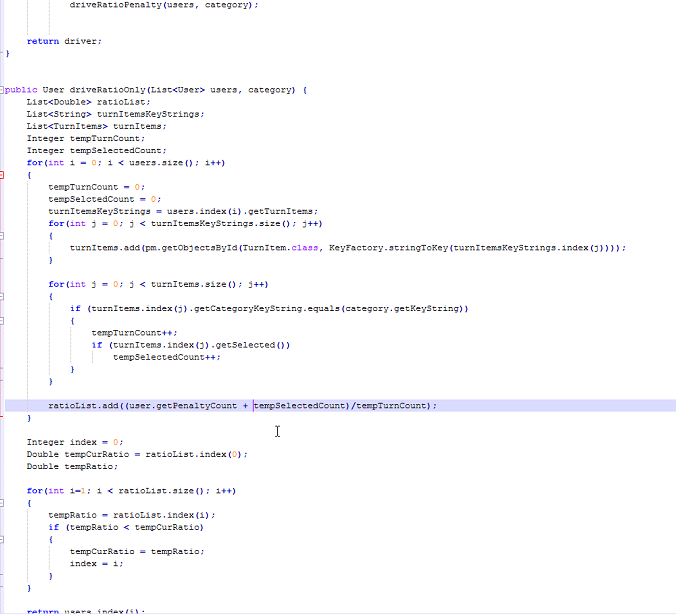 driveRatioPenalty(users, category);
return driver;
}
public User driveRatioOnly(List<User> users, category) {
List<Double> ratioList;
List<String> turnItemsKeyStrings;
List<TurnItems> turnItems;
Integer tempTurnCount;
Integer tempSelectedCount;
for(int i = 0; i < users.size(); i++)
{
tempTurnCount = 0;
tempSelctedCount = 0;
turnItemsKeyStrings = users.index(i).getTurnItems;
for(int j = 0; j < turnItemsKeyStrings.size(); j++)
{
turnItems.add(pm.getObjectsById(TurnItem.class, KeyFactory.stringToKey(turnItemsKeyStrings.index(j))));
}
for(int j = 0; j < turnItems.size(); j++)
{
if (turnItems.index(j).getCategoryKeyString.equals(category.getKeyString))
{
tempTurnCount++;
if (turnItems.index(j).getSelected())
tempSelectedCount++;
}
}
ratioList.add((user.getPenaltyCount + tempSelectedCount)/tempTurnCount);
}
Integer index = 0;
Double tempCurRatio = ratioList.index(0);
Double tempRatio;
for(int i=1; i < ratioList.size(); i++)
{
tempRatio = ratioList.index(i);
if (tempRatio < tempCurRatio)
{
tempCurRatio = tempRatio;
index = i;
}
}
return users.index(i);